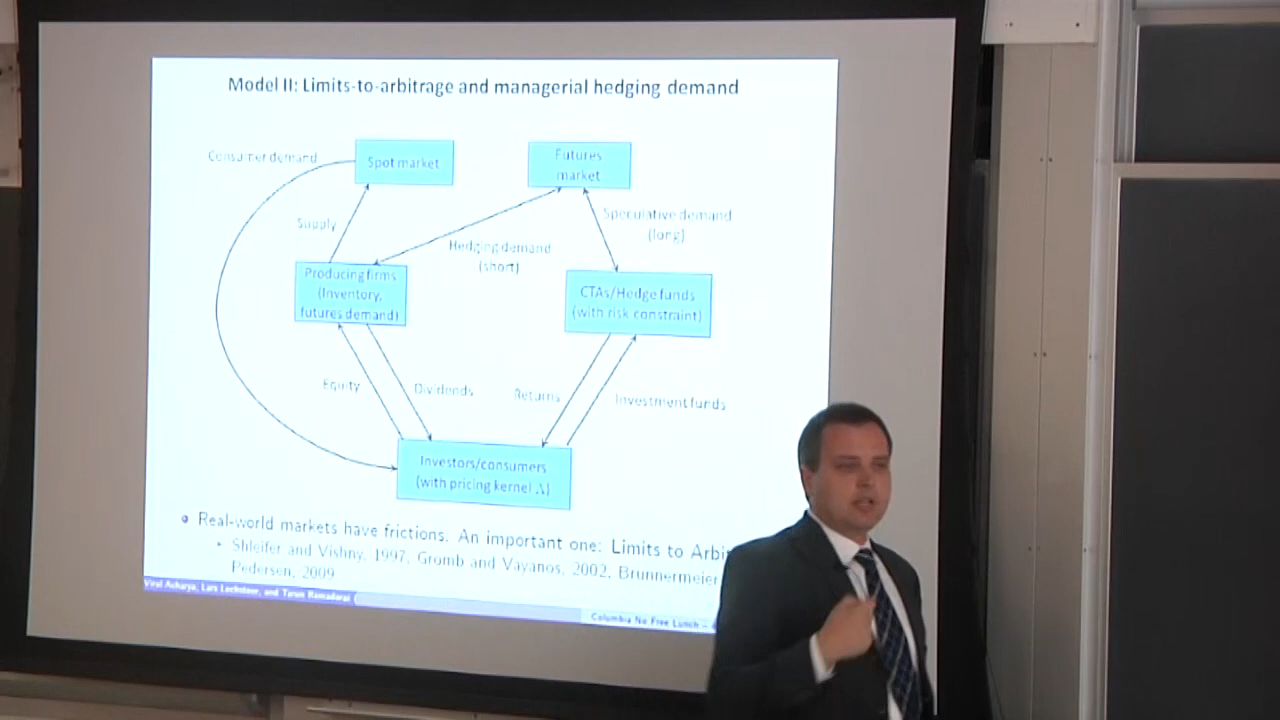 Model II: Limits-to-arbitrage and managerial hedging demand
Consumer demand
Spot market
Futures
market
Supply
Speculative demand
(long)
Hedging demand
(short)
Producing firms
(Inventory,
futures demand)
CTAs/Hedge funds
(with risk constraint)
Equity
Dividends
Returns
Investment funds
Investors/consumers
(with pricing kernel Λ)
Real-world markets have frictions. An important one: Limits to Arbi
Shleifer and Vishny, 1997, Gromb and Vayanos, 2002, Brunnermeier
Pedersen, 2009
Viral Acharya, Lars Lochstoer, and Tarun Ramadorai (
Columbia No Free Lunch –